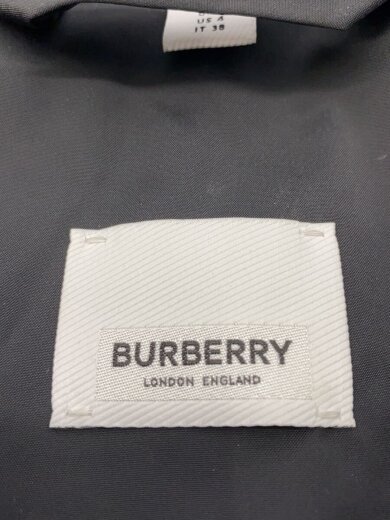 US 4
IT 38
BURBERRY
LONDON ENGLAND